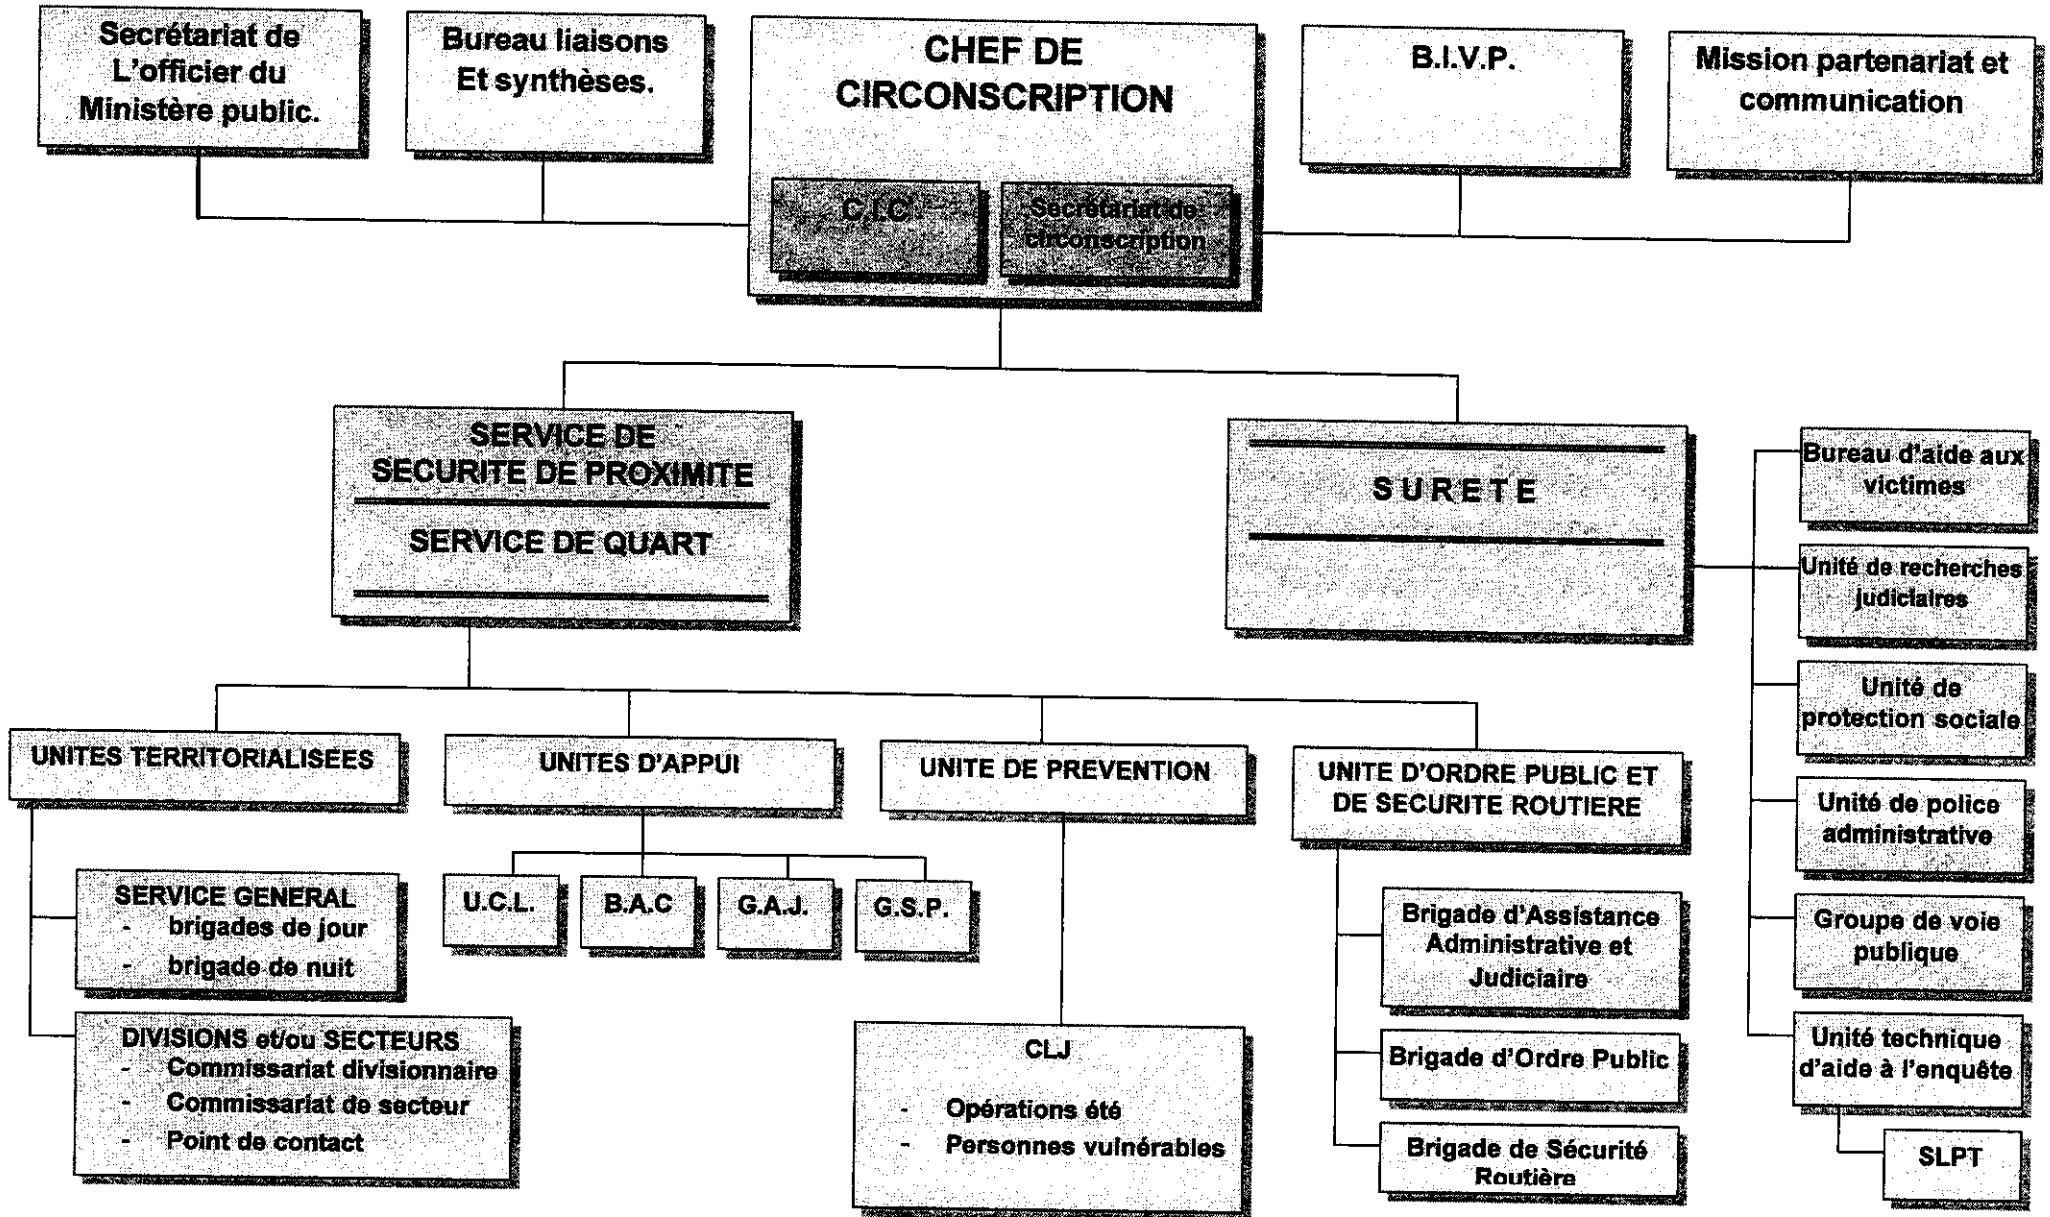 Secrétariat de
L'officier du
Ministère public.
Bureau liaisons
Et synthèses.
CHEF DE
CIRCONSCRIPTION
C.I.C
Secrétariat de
circonscription
B.I.V.P.
Mission partenariat et
communication
SERVICE DE
SECURITE DE PROXIMITE
SERVICE DE QUART
S U R E T E
Bureau d'aide aux
victimes
Unité de recherches
judiciaires
Unité de
protection sociale
Unité de police
administrative
Groupe de voie
publique
Unité technique
d'aide à l'enquête
SLPT
UNITES TERRITORIALISEES
SERVICE GENERAL
- brigades de jour
- brigade de nuit
DIVISIONS et/ou SECTEURS
- Commissariat divisionnaire
- Commissariat de secteur
- Point de contact
UNITES D'APPUI
U.C.L.
B.A.C
G.A.J.
G.S.P.
UNITE DE PREVENTION
CLJ
- Opérations été
- Personnes vulnérables
UNITE D'ORDRE PUBLIC ET
DE SECURITE ROUTIERE
Brigade d'Assistance
Administrative et
Judiciaire
Brigade d'Ordre Public
Brigade de Sécurité
Routière